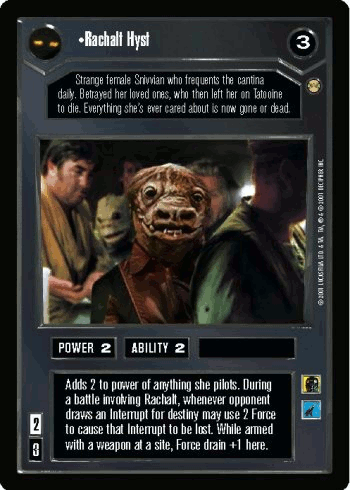 •Rachalt Hyst
3
Strange female Snivvian who frequents the cantina
daily. Betrayed her loved ones, who then left her on Tatooine
to die. Everything she's ever cared about is now gone or dead.
POWER 2 ABILITY 2
Adds 2 to power of anything she pilots. During
a battle involving Rachalt, whenever opponent
draws an Interrupt for destiny may use 2 Force
to cause that Interrupt to be lost. While armed
with a weapon at a site, Force drain +1 here.
2
3